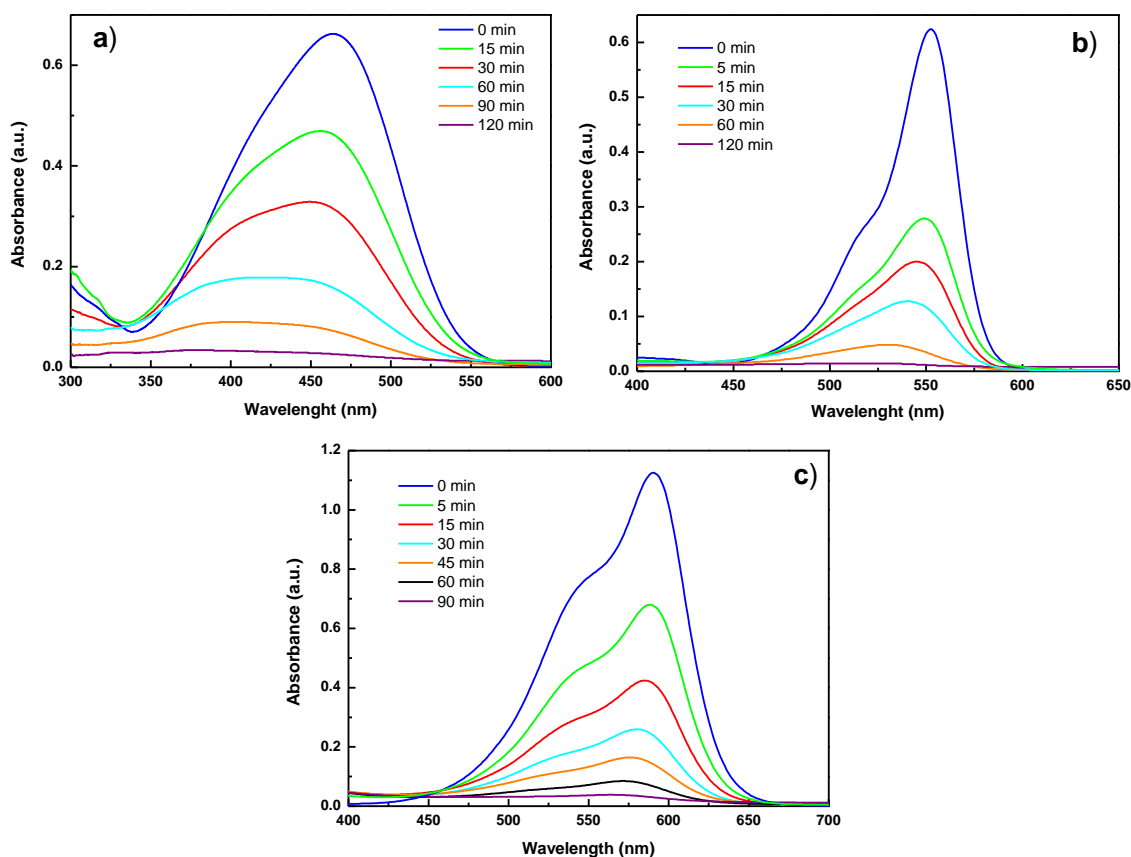 a)
0 min
15 min
30 min
60 min
90 min
120 min
Absorbance (a.u.)
0.6
0.4
0.2
0.0
300 350 400 450 500 550 600
Wavelenght (nm)
b)
0 min
5 min
15 min
30 min
60 min
120 min
Absorbance (a.u.)
0.6
0.5
0.4
0.3
0.2
0.1
0.0
400 450 500 550 600 650
Wavelenght (nm)
c)
0 min
5 min
15 min
30 min
45 min
60 min
90 min
Absorbance (a.u.)
1.2
1.0
0.8
0.6
0.4
0.2
0.0
400 450 500 550 600 650 700
Wavelength (nm)